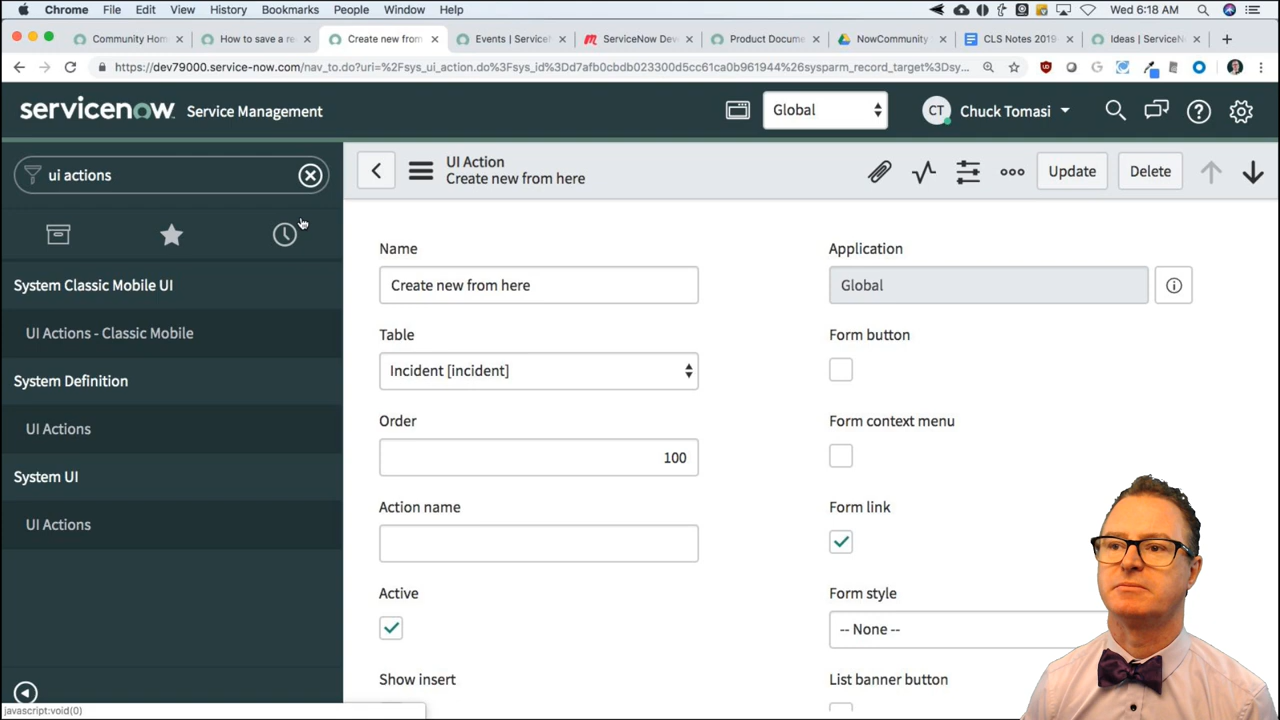 Chrome File Edit View History Bookmarks People Window Help Wed 6:18 AM
Community Hom
How to save a re
Create new from
Events | ServiceN
ServiceNow Dev
Product Docume
NowCommunity
CLS Notes 2019
Ideas | ServiceN
https://dev79000.service-now.com/nav_to.do?uri=%2Fsys_ui_action.do%3Fsys_id%3Dd7afb0cbdb023300d5cc61ca0b961944%26sysparm_record_target%3Dsy...
servicenow Service Management
Global
CT Chuck Tomasi
ui actions
UI Action
Create new from here
Update
Delete
System Classic Mobile UI
UI Actions - Classic Mobile
System Definition
UI Actions
System UI
UI Actions
Name
Create new from here
Table
Incident [incident]
Order
100
Action name
Active
Show insert
Application
Global
Form button
Form context menu
Form link
Form style
-- None --
List banner button
javascript:void(0)